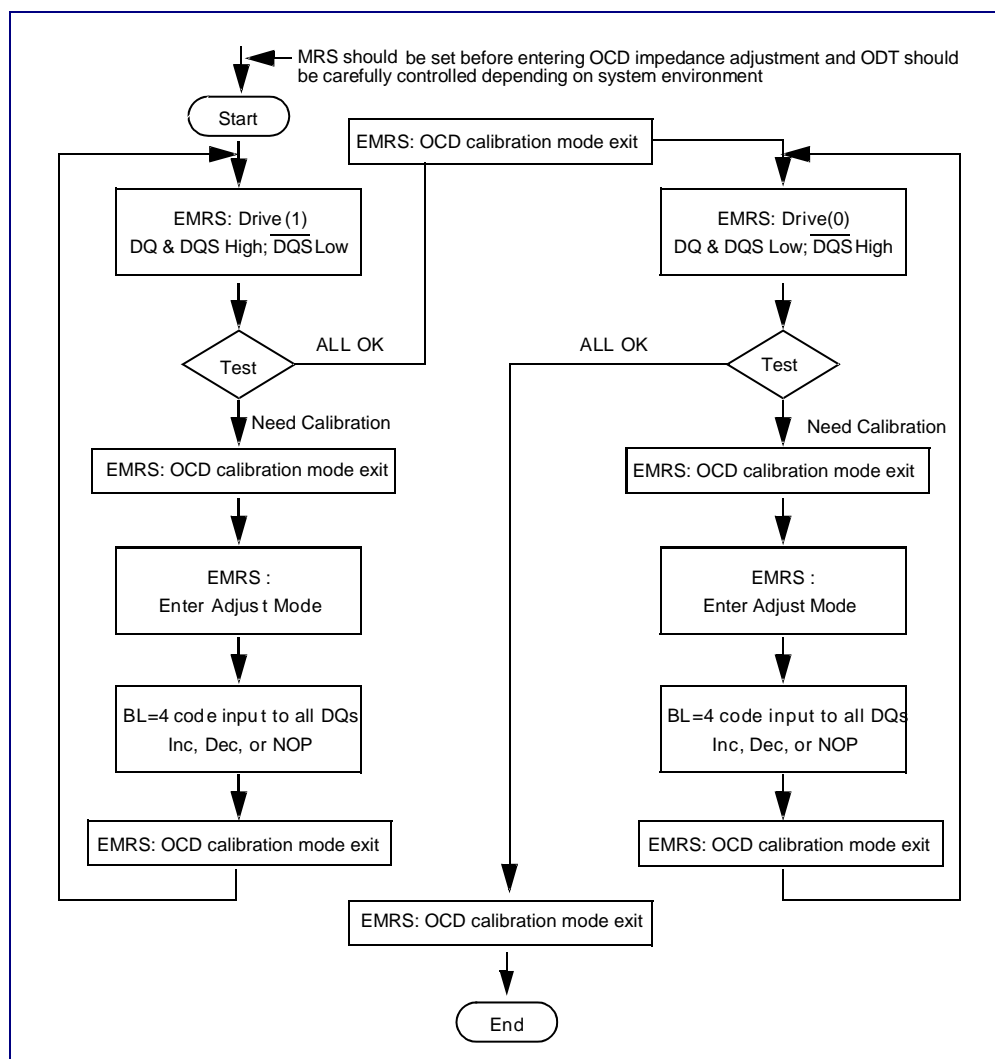 MRS should be set before entering OCD impedance adjustment and ODT should
be carefully controlled depending on system environment
Start
EMRS: OCD calibration mode exit
EMRS: Drive(1)
DQ & DQS High; D̅Q̅S̅ Low
Test
ALL OK
Need Calibration
EMRS: OCD calibration mode exit
EMRS :
Enter Adjust Mode
BL=4 code input to all DQs
Inc, Dec, or NOP
EMRS: OCD calibration mode exit
EMRS: Drive(0)
DQ & DQS Low; D̅Q̅S̅ High
ALL OK
Test
Need Calibration
EMRS: OCD calibration mode exit
EMRS :
Enter Adjust Mode
BL=4 code input to all DQs
Inc, Dec, or NOP
EMRS: OCD calibration mode exit
EMRS: OCD calibration mode exit
End